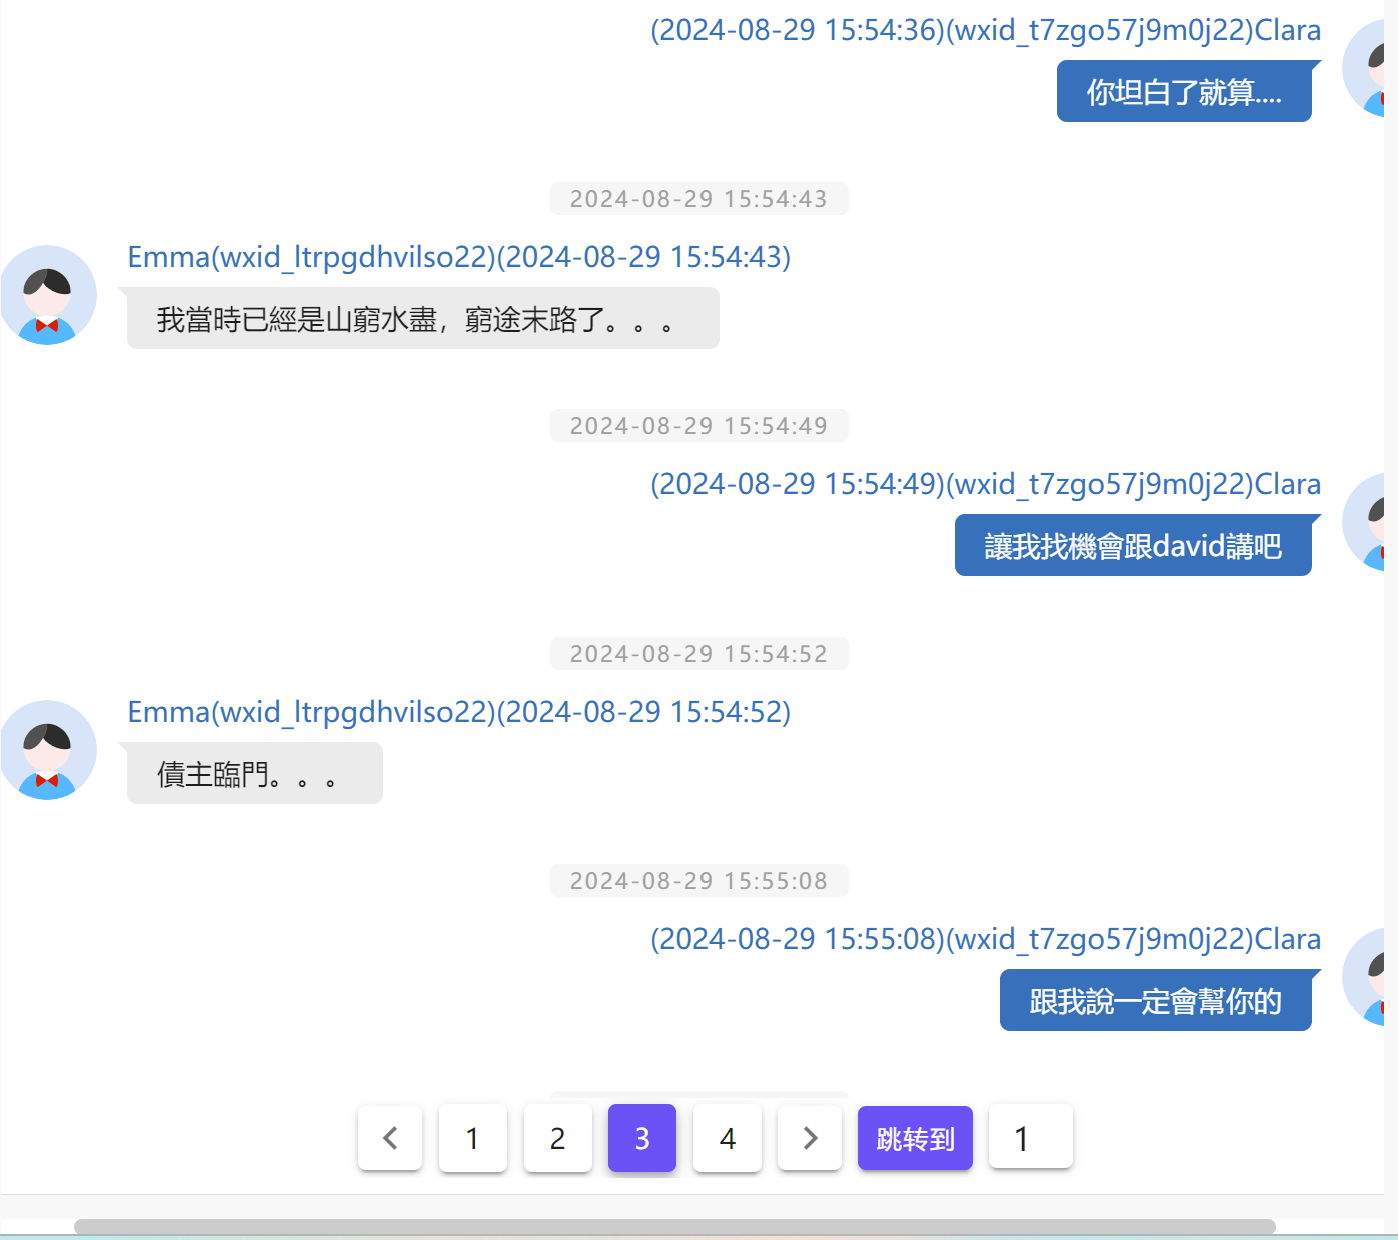 (2024-08-29 15:54:36)(wxid_t7zgo57j9m0j22)Clara
你坦白了就算....
2024-08-29 15:54:43
Emma(wxid_ltrpgdhvilso22)(2024-08-29 15:54:43)
我當時已經是山窮水盡，窮途末路了。。。
2024-08-29 15:54:49
(2024-08-29 15:54:49)(wxid_t7zgo57j9m0j22)Clara
讓我找機會跟david講吧
2024-08-29 15:54:52
Emma(wxid_ltrpgdhvilso22)(2024-08-29 15:54:52)
債主臨門。。。
2024-08-29 15:55:08
(2024-08-29 15:55:08)(wxid_t7zgo57j9m0j22)Clara
跟我說一定會幫你的
1 2 3 4 跳转到 1